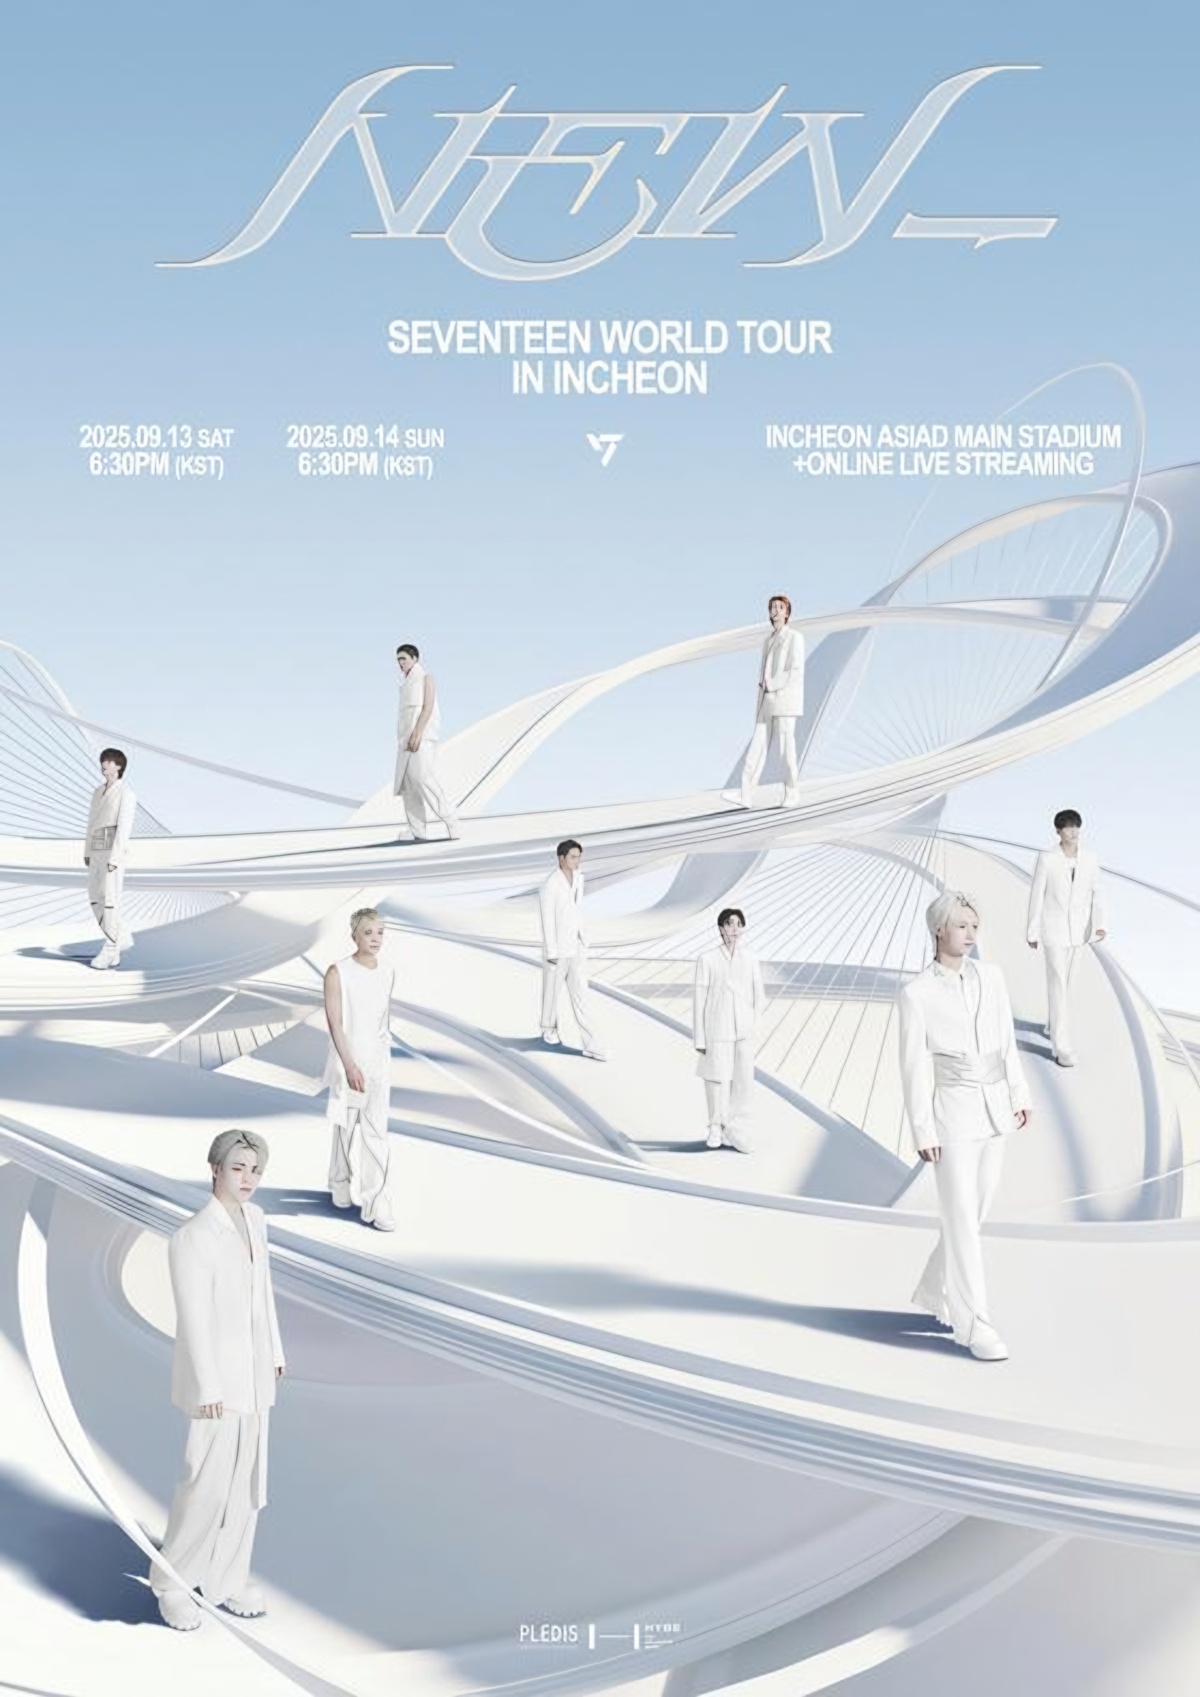 NEW_
SEVENTEEN WORLD TOUR
IN INCHEON
2025.09.13 SAT
6:30PM (KST)
2025.09.14 SUN
6:30PM (KST)
INCHEON ASIAD MAIN STADIUM
+ONLINE LIVE STREAMING
PLEDIS
HYBE